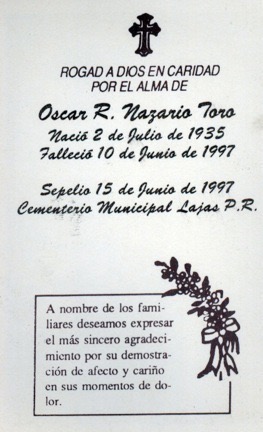 ROGAD A DIOS EN CARIDAD
POR EL ALMA DE
Oscar R. Nazario Toro
Nació 2 de Julio de 1935
Falleció 10 de Junio de 1997
Sepelio 15 de Junio de 1997
Cementerio Municipal Lajas P.R.
A nombre de los fami-
liares deseamos expresar
el más sincero agradeci-
miento por su demostra-
ción de afecto y cariño
en sus momentos de do-
lor.